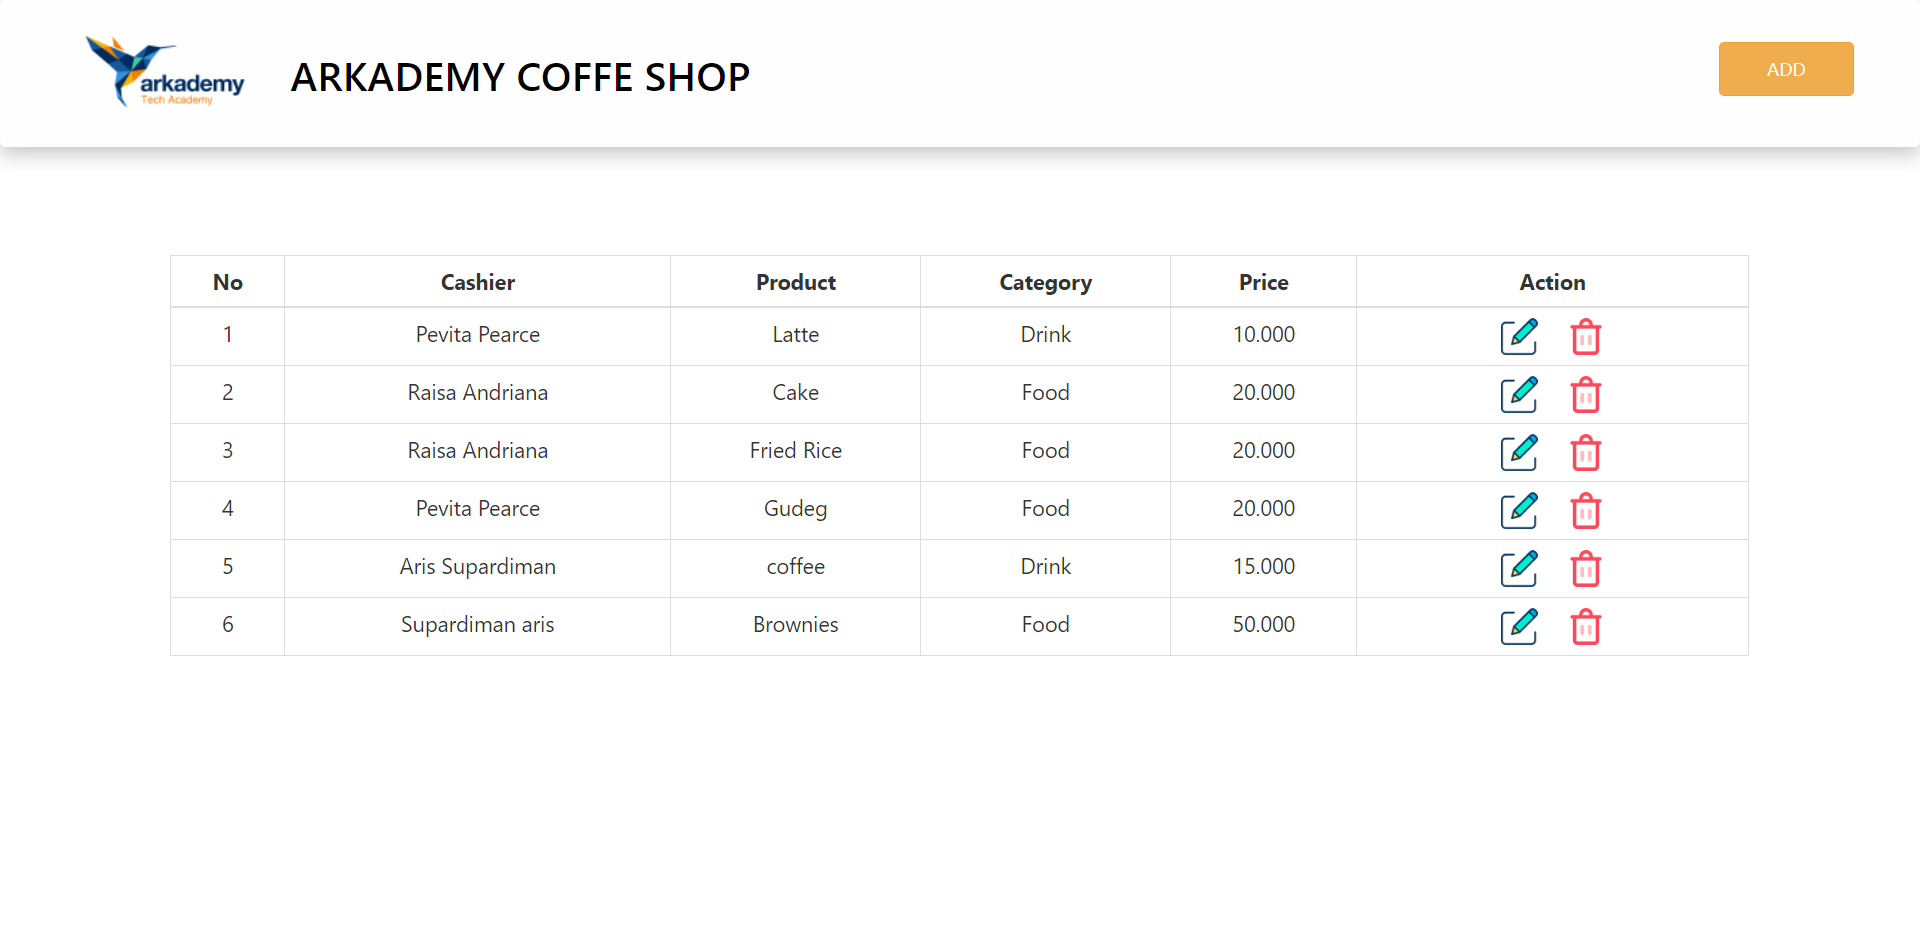 arkademy
Tech Academy
ARKADEMY COFFE SHOP
ADD
No Cashier Product Category Price Action
1 Pevita Pearce Latte Drink 10.000
2 Raisa Andriana Cake Food 20.000
3 Raisa Andriana Fried Rice Food 20.000
4 Pevita Pearce Gudeg Food 20.000
5 Aris Supardiman coffee Drink 15.000
6 Supardiman aris Brownies Food 50.000